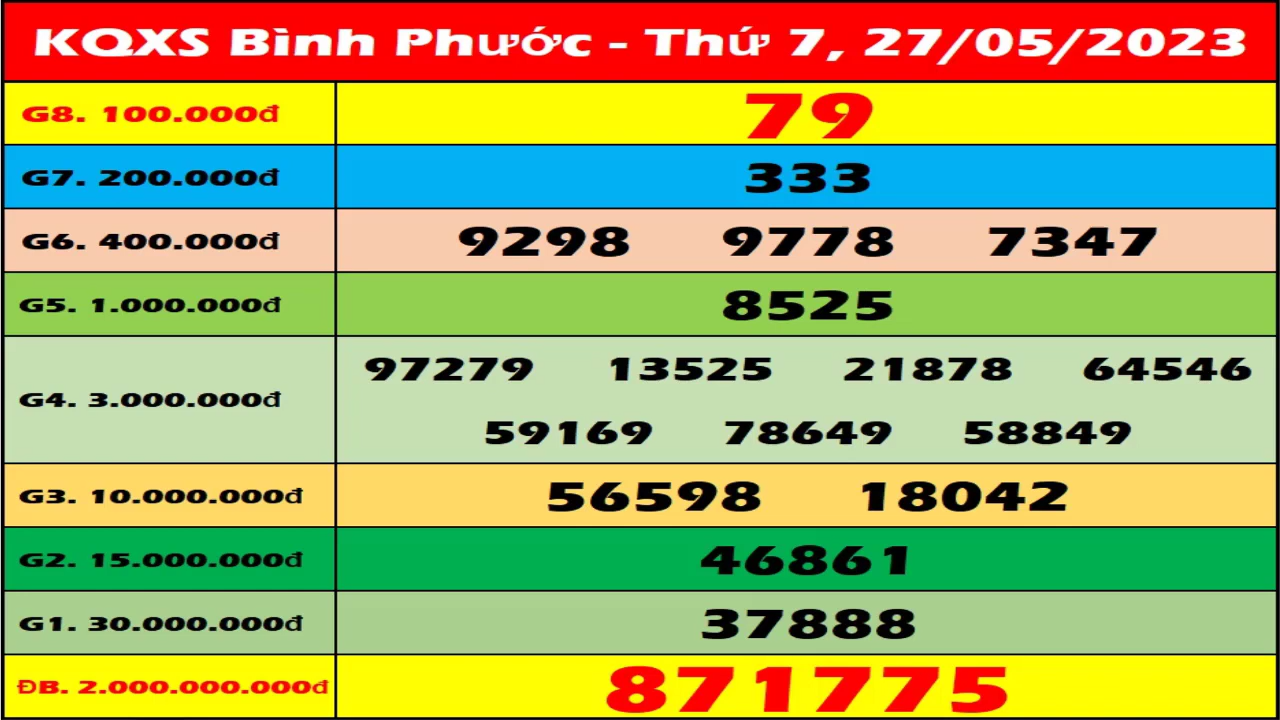 KQXS Bình Phước - Thứ 7, 27/05/2023
G8. 100.000đ 79
G7. 200.000đ 333
G6. 400.000đ 9298 9778 7347
G5. 1.000.000đ 8525
G4. 3.000.000đ 97279 13525 21878 64546
59169 78649 58849
G3. 10.000.000đ 56598 18042
G2. 15.000.000đ 46861
G1. 30.000.000đ 37888
ĐB. 2.000.000.000đ 871775